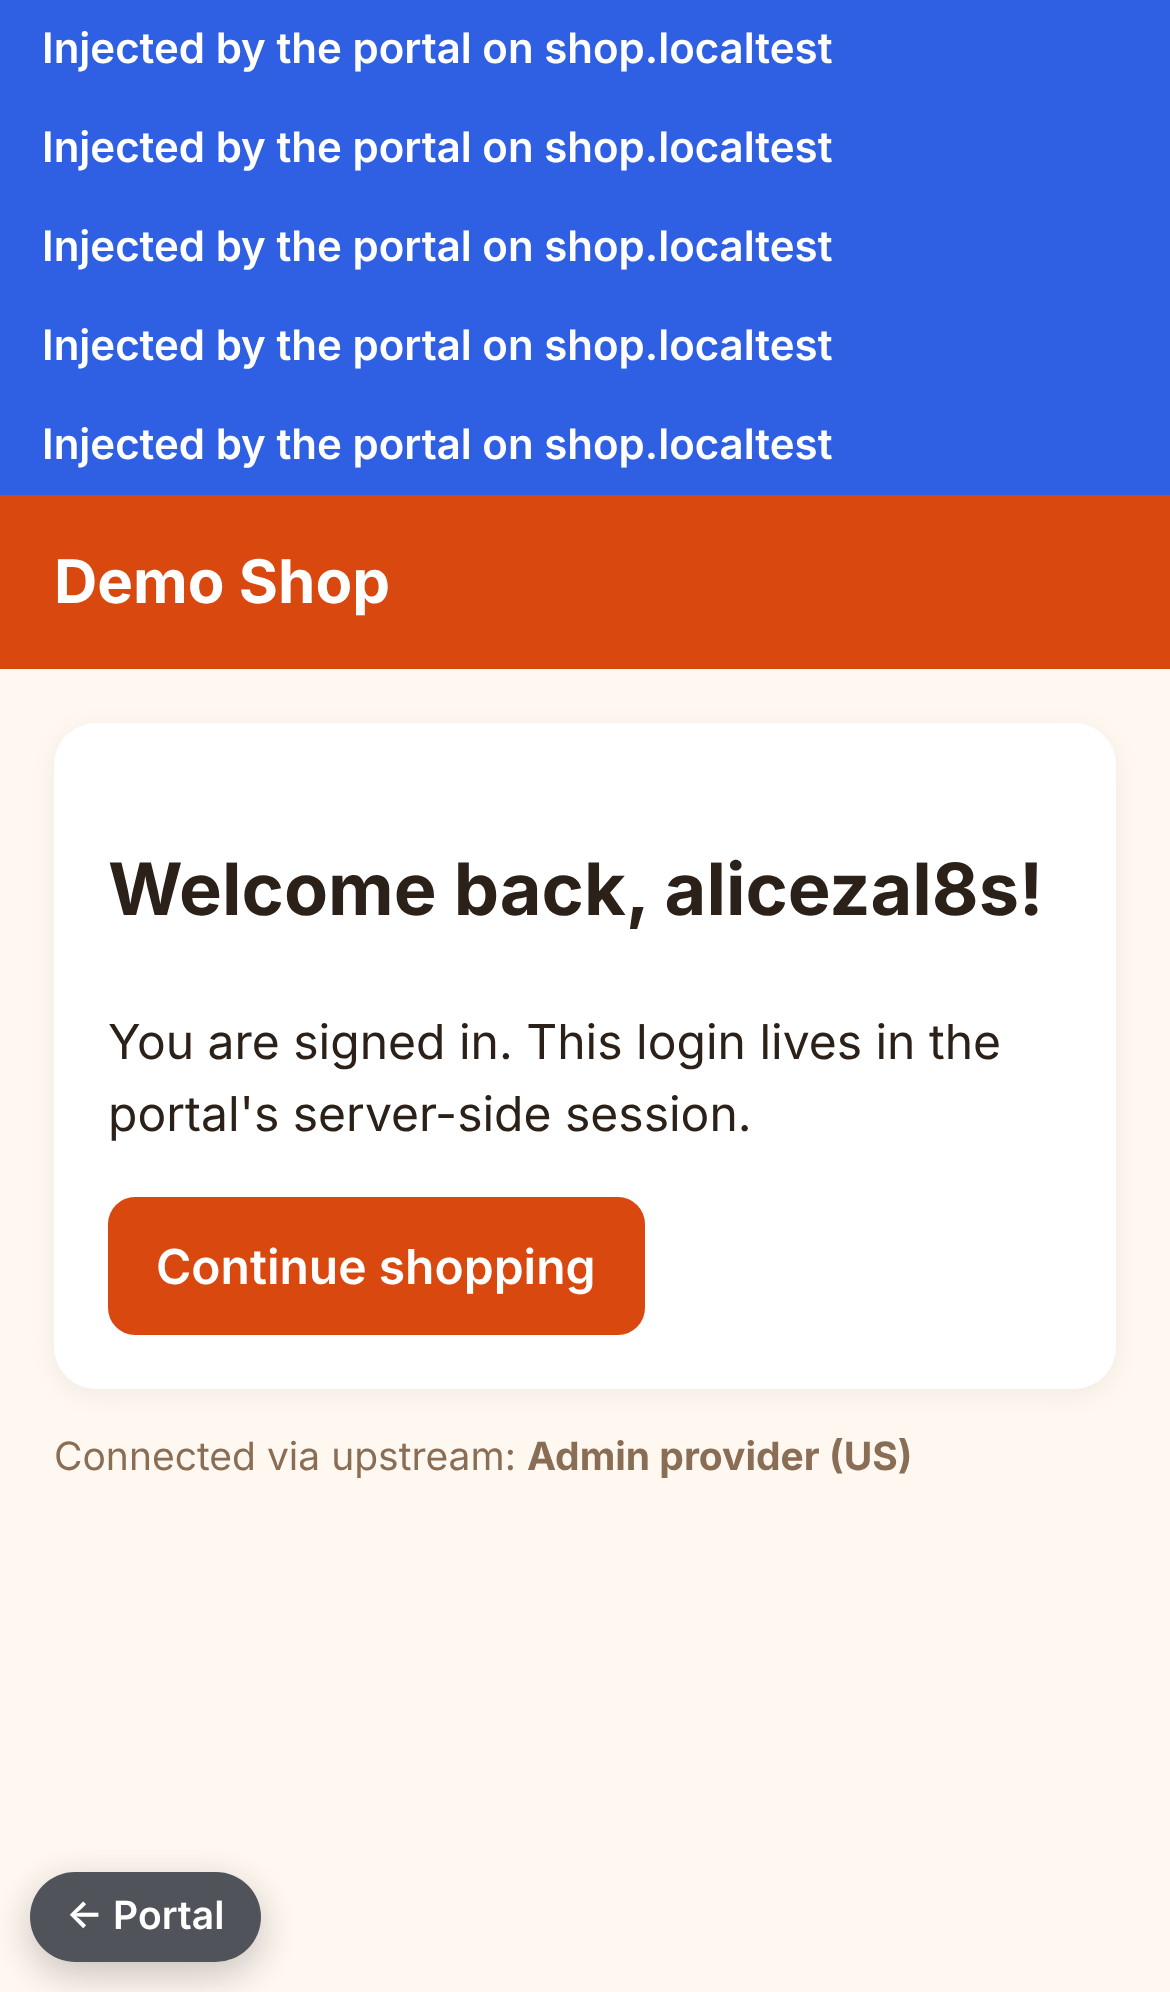 Injected by the portal on shop.localtest
Injected by the portal on shop.localtest
Injected by the portal on shop.localtest
Injected by the portal on shop.localtest
Injected by the portal on shop.localtest
Demo Shop
Welcome back, alicezal8s!
You are signed in. This login lives in the
portal's server-side session.
Continue shopping
Connected via upstream: Admin provider (US)
← Portal